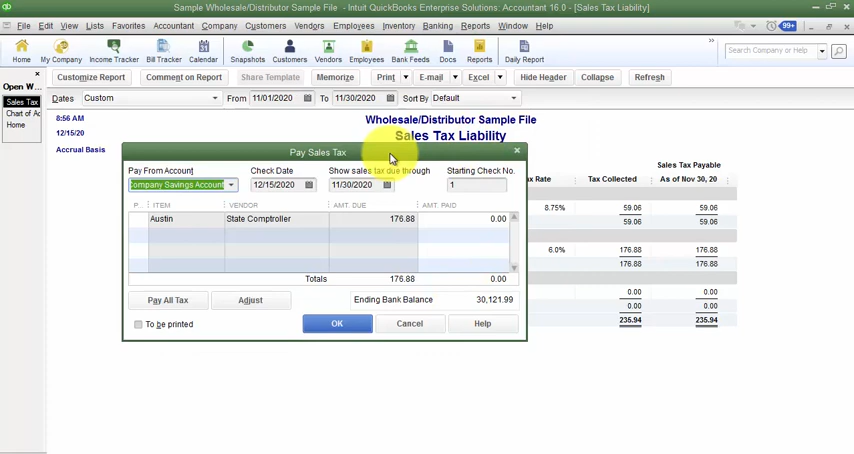 Sample Wholesale/Distributor Sample File - Intuit QuickBooks Enterprise Solutions: Accountant 16.0 - [Sales Tax Liability]
File Edit View Lists Favorites Accountant Company Customers Vendors Employees Inventory Banking Reports Window Help 99+
Home My Company Income Tracker Bill Tracker Calendar Snapshots Customers Vendors Employees Bank Feeds Docs Reports Daily Report Search Company or Help
Customize Report Comment on Report Share Template Memorize Print E-mail Excel Hide Header Collapse Refresh
Open W...
Sales Tax
Chart of Ac
Home
Dates Custom From 11/01/2020 To 11/30/2020 Sort By Default
8:56 AM
12/15/20
Accrual Basis
Wholesale/Distributor Sample File
Sales Tax Liability
Sales Tax Payable
x Rate Tax Collected As of Nov 30, 20
8.75% 59.06 59.06
59.06 59.06
6.0% 176.88 176.88
176.88 176.88
0.00 0.00
0.00 0.00
235.94 235.94
Pay Sales Tax
Pay From Account Check Date Show sales tax due through Starting Check No.
Company Savings Account 12/15/2020 11/30/2020 1
P... ITEM VENDOR AMT. DUE AMT. PAID
Austin State Comptroller 176.88 0.00
Totals 176.88 0.00
Pay All Tax Adjust Ending Bank Balance 30,121.99
To be printed OK Cancel Help